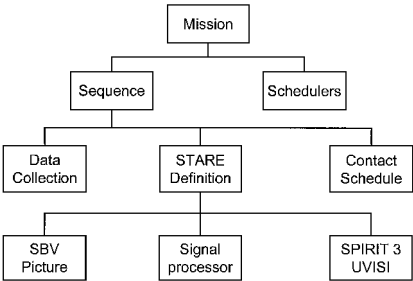 Mission
Sequence
Schedulers
Data
Collection
STARE
Definition
Contact
Schedule
SBV
Picture
Signal
processor
SPIRIT 3
UVISI